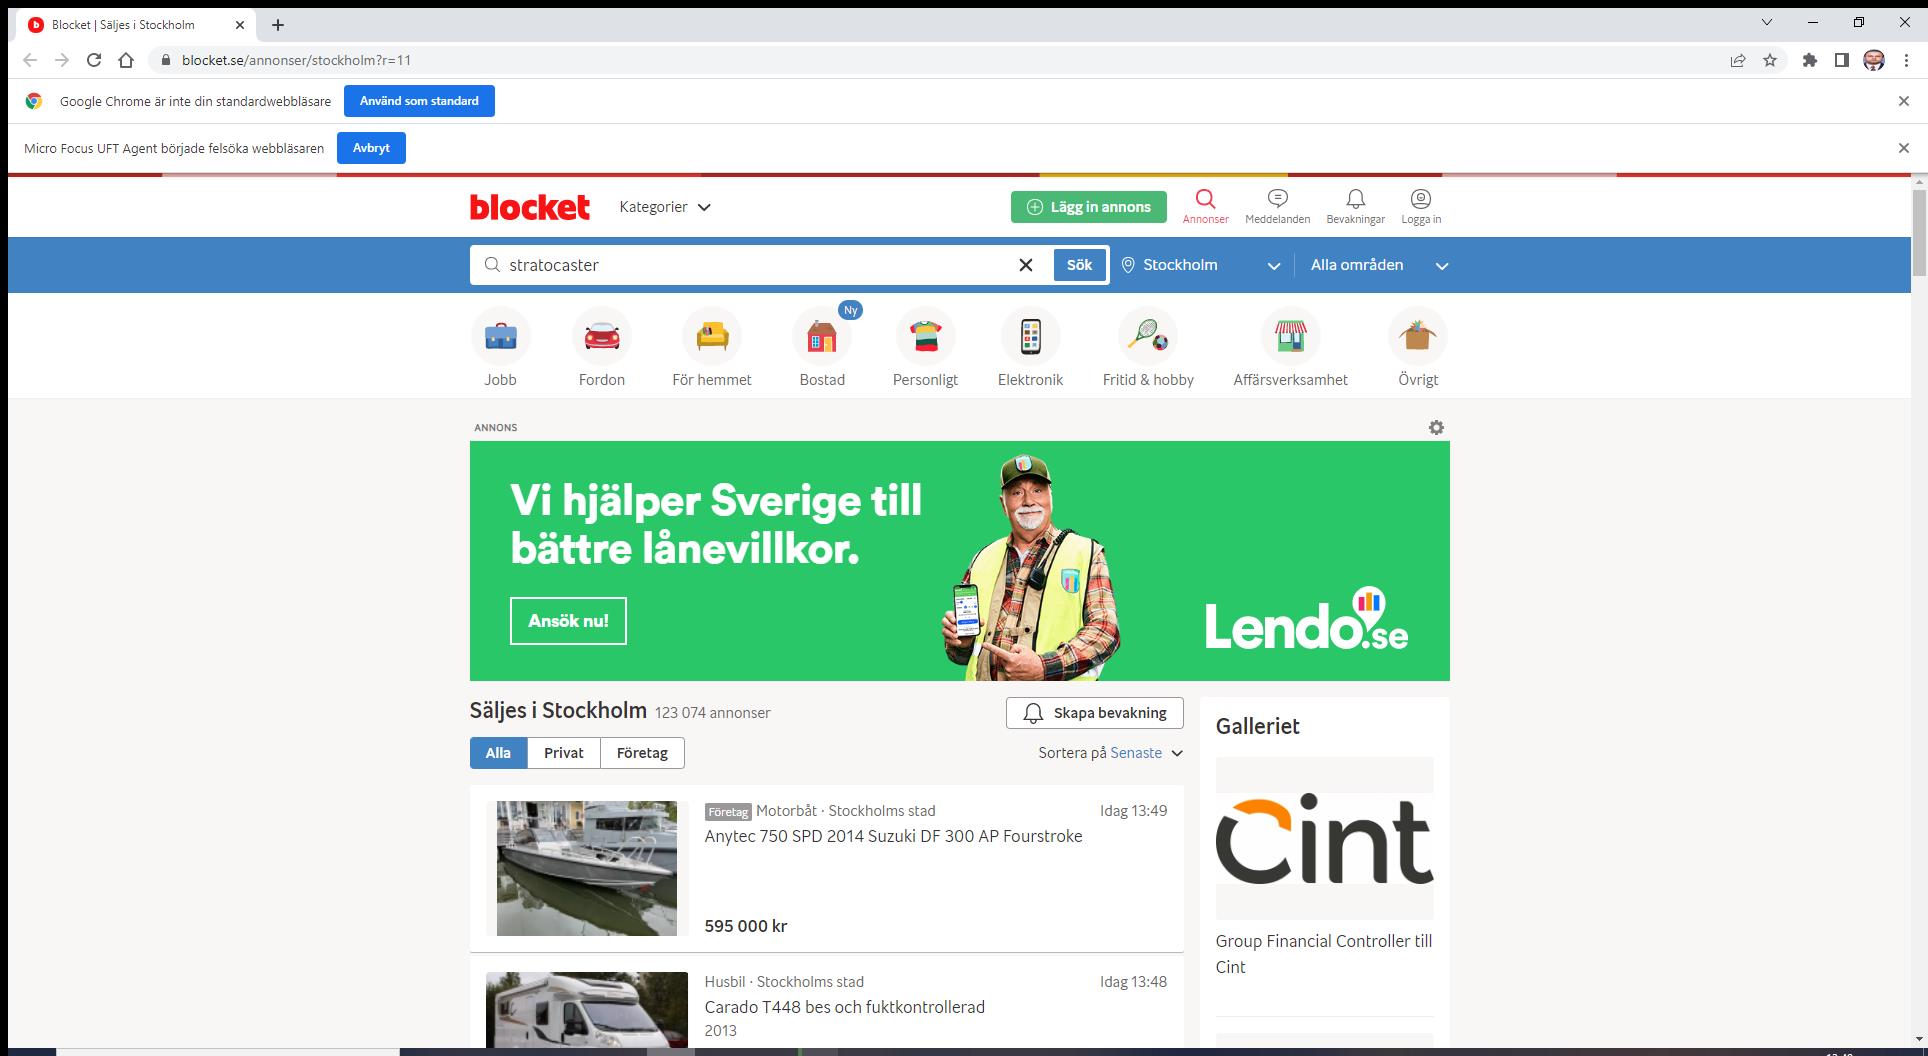 Blocket | Säljes i Stockholm
blocket.se/annonser/stockholm?r=11
Google Chrome är inte din standardwebbläsare
Använd som standard
Micro Focus UFT Agent började felsöka webbläsaren
Avbryt
blocket
Kategorier
Lägg in annons
Annonser
Meddelanden
Bevakningar
Logga in
stratocaster
Sök
Stockholm
Alla områden
Ny
Jobb
Fordon
För hemmet
Bostad
Personligt
Elektronik
Fritid & hobby
Affärsverksamhet
Övrigt
ANNONS
Vi hjälper Sverige till
bättre lånevillkor.
Ansök nu!
Lendo.se
Säljes i Stockholm 123 074 annonser
Skapa bevakning
Alla
Privat
Företag
Sortera på Senaste
Företag Motorbåt · Stockholms stad
Idag 13:49
Anytec 750 SPD 2014 Suzuki DF 300 AP Fourstroke
595 000 kr
Husbil · Stockholms stad
Idag 13:48
Carado T448 bes och fuktkontrollerad
2013
Galleriet
Cint
Group Financial Controller till
Cint